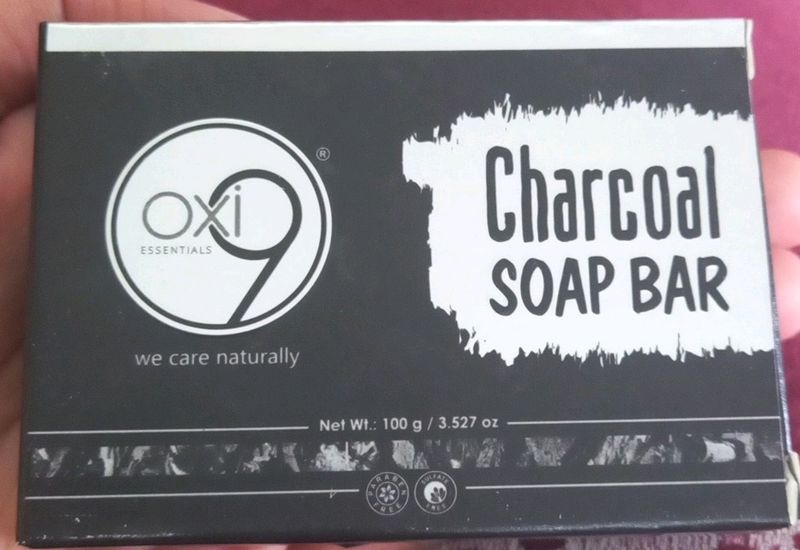 oxi 9
®
ESSENTIALS
we care naturally
Charcoal
SOAP BAR
Net Wt.: 100 g / 3.527 oz
PARABEN
FREE
SULFATE
FREE